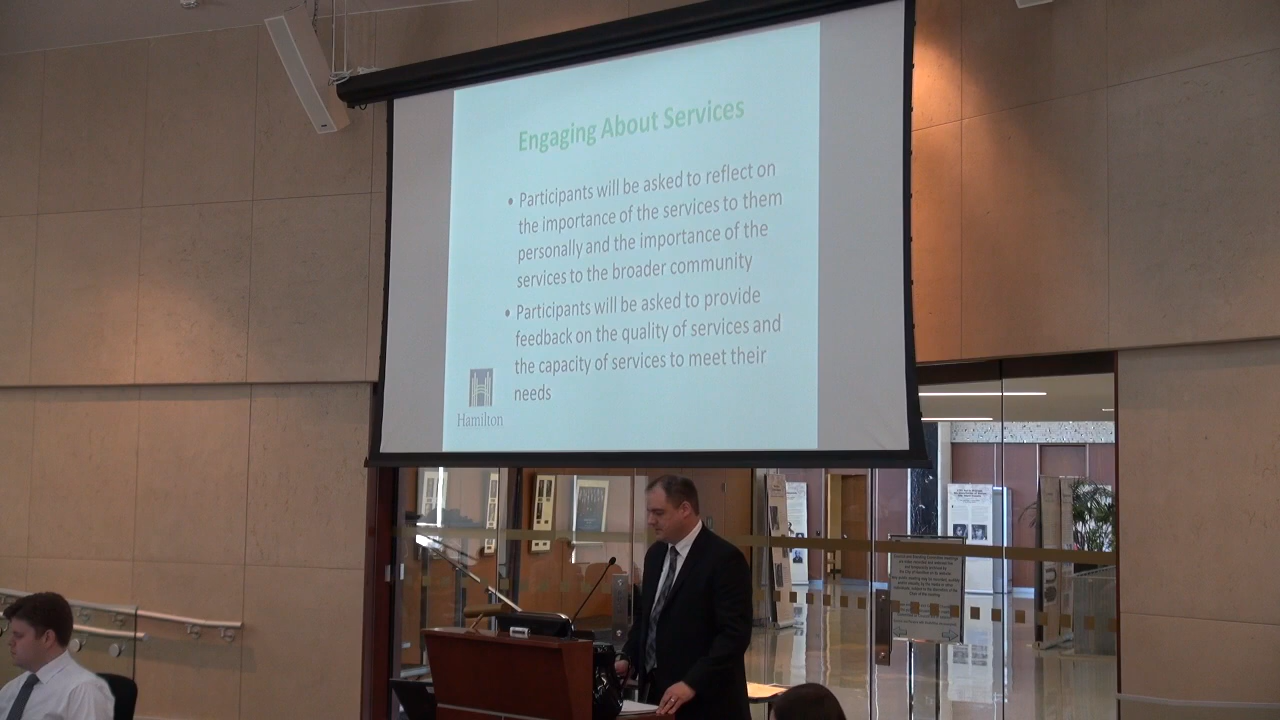 Engaging About Services
• Participants will be asked to reflect on
the importance of the services to them
personally and the importance of the
services to the broader community
• Participants will be asked to provide
feedback on the quality of services and
the capacity of services to meet their
needs
Hamilton